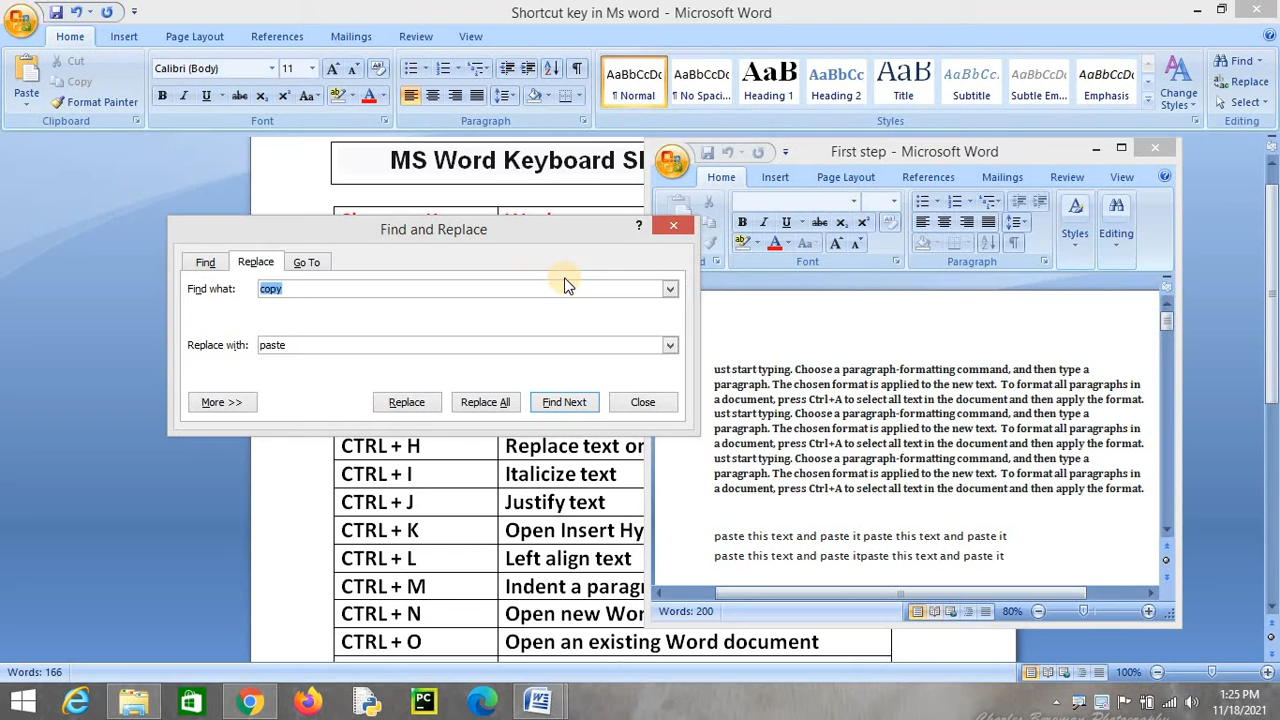 Shortcut key in Ms word - Microsoft Word
Home Insert Page Layout References Mailings Review View
Paste
Cut
Copy
Format Painter
Clipboard
Calibri (Body) 11
B I U abc x₂ x² Aa
Font
Paragraph
AaBbCcDc AaBbCcDc AaB AaBbCc AaB AaBbCc AaBbCcDc AaBbCcDc
¶ Normal ¶ No Spaci... Heading 1 Heading 2 Title Subtitle Subtle Em... Emphasis
Change
Styles
Styles
Find
Replace
Select
Editing
MS Word Keyboard
Find and Replace
Find Replace Go To
Find what: copy
Replace with: paste
More >> Replace Replace All Find Next Close
CTRL + H Replace text or
CTRL + I Italicize text
CTRL + J Justify text
CTRL + K Open Insert Hy
CTRL + L Left align text
CTRL + M Indent a paragr
CTRL + N Open new Wor
CTRL + O Open an existing Word document
First step - Microsoft Word
Home Insert Page Layout References Mailings Review View
B I U abc x₂ x²
Aa
Styles
Editing
Font Paragraph
ust start typing. Choose a paragraph-formatting command, and then type a
paragraph. The chosen format is applied to the new text. To format all paragraphs in
a document, press Ctrl+A to select all text in the document and then apply the format.
ust start typing. Choose a paragraph-formatting command, and then type a
paragraph. The chosen format is applied to the new text. To format all paragraphs in
a document, press Ctrl+A to select all text in the document and then apply the format.
ust start typing. Choose a paragraph-formatting command, and then type a
paragraph. The chosen format is applied to the new text. To format all paragraphs in
a document, press Ctrl+A to select all text in the document and then apply the format.
paste this text and paste it paste this text and paste it
paste this text and paste itpaste this text and paste it
Words: 200 80%
Words: 166 100%
PC
1:25 PM
11/18/2021